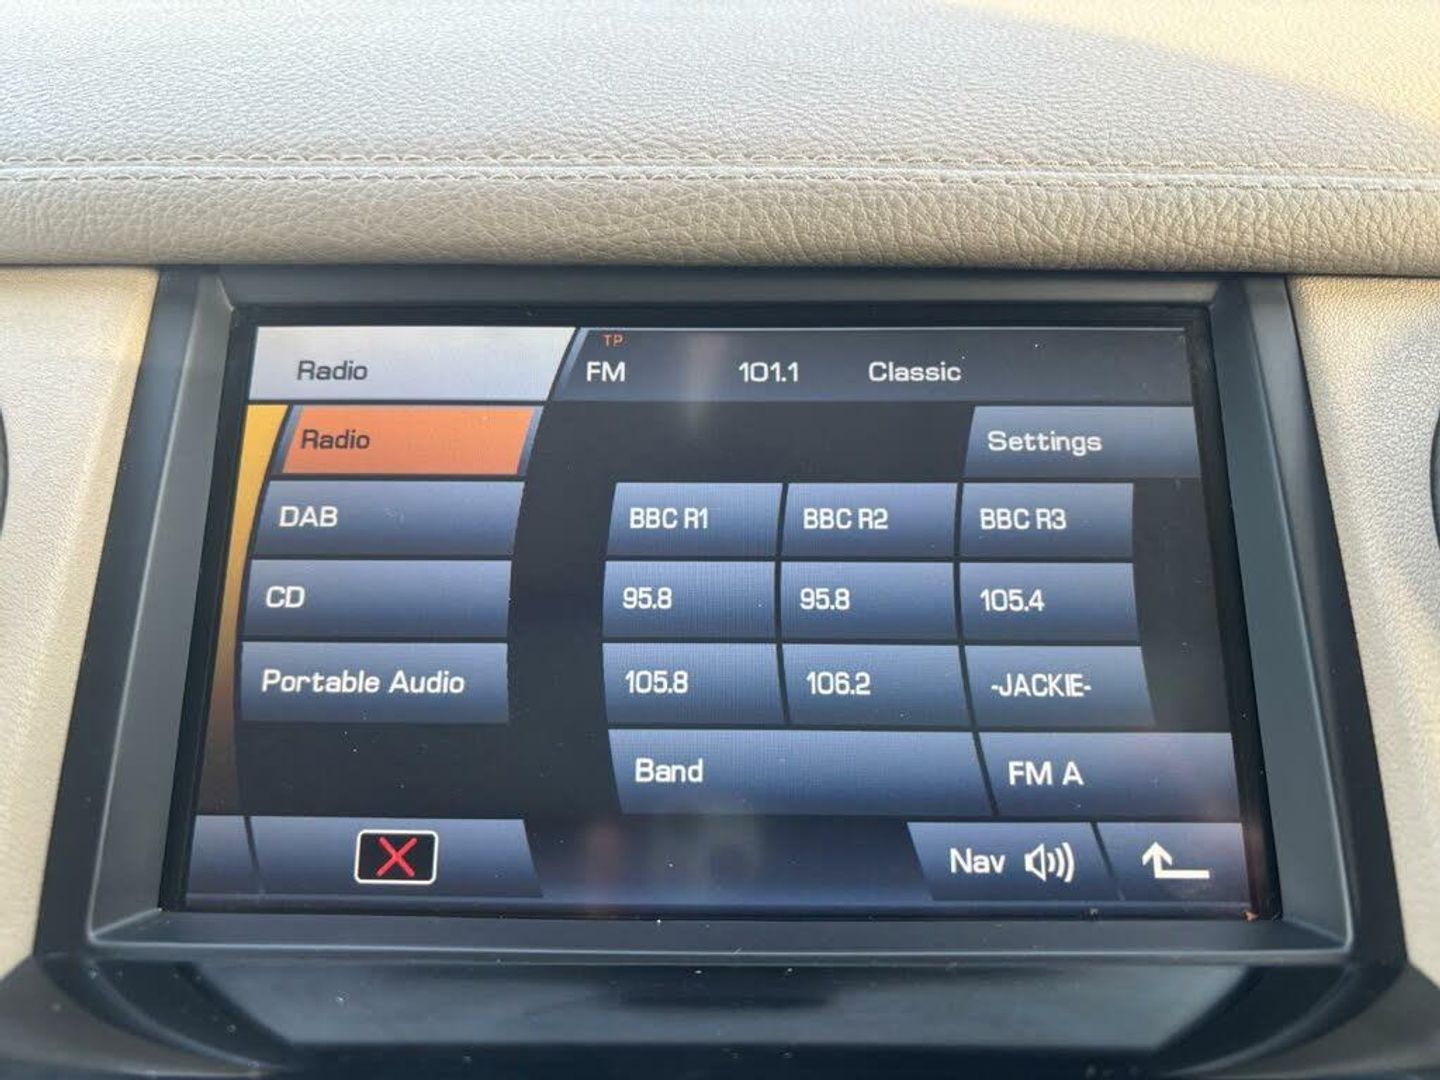 Radio
TP
FM 101.1 Classic
Radio
Settings
DAB
BBC R1 BBC R2 BBC R3
CD
95.8 95.8 105.4
Portable Audio
105.8 106.2 -JACKIE-
Band FM A
Nav